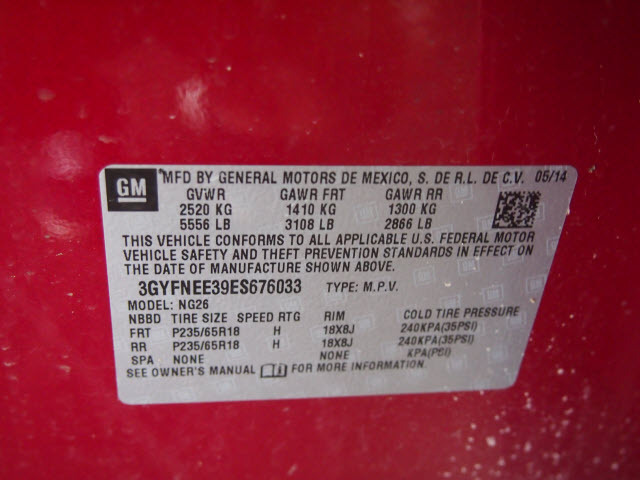 GM MFD BY GENERAL MOTORS DE MEXICO, S. DE R.L. DE C.V. 05/14
GVWR GAWR FRT GAWR RR
2520 KG 1410 KG 1300 KG
5556 LB 3108 LB 2866 LB
THIS VEHICLE CONFORMS TO ALL APPLICABLE U.S. FEDERAL MOTOR
VEHICLE SAFETY AND THEFT PREVENTION STANDARDS IN EFFECT ON
THE DATE OF MANUFACTURE SHOWN ABOVE.
3GYFNEE39ES676033 TYPE: M.P.V.
MODEL: NG26
NBBD TIRE SIZE SPEED RTG RIM COLD TIRE PRESSURE
FRT P235/65R18 H 18X8J 240KPA(35PSI)
RR P235/65R18 H 18X8J 240KPA(35PSI)
SPA NONE NONE KPA(PSI)
SEE OWNER'S MANUAL FOR MORE INFORMATION.